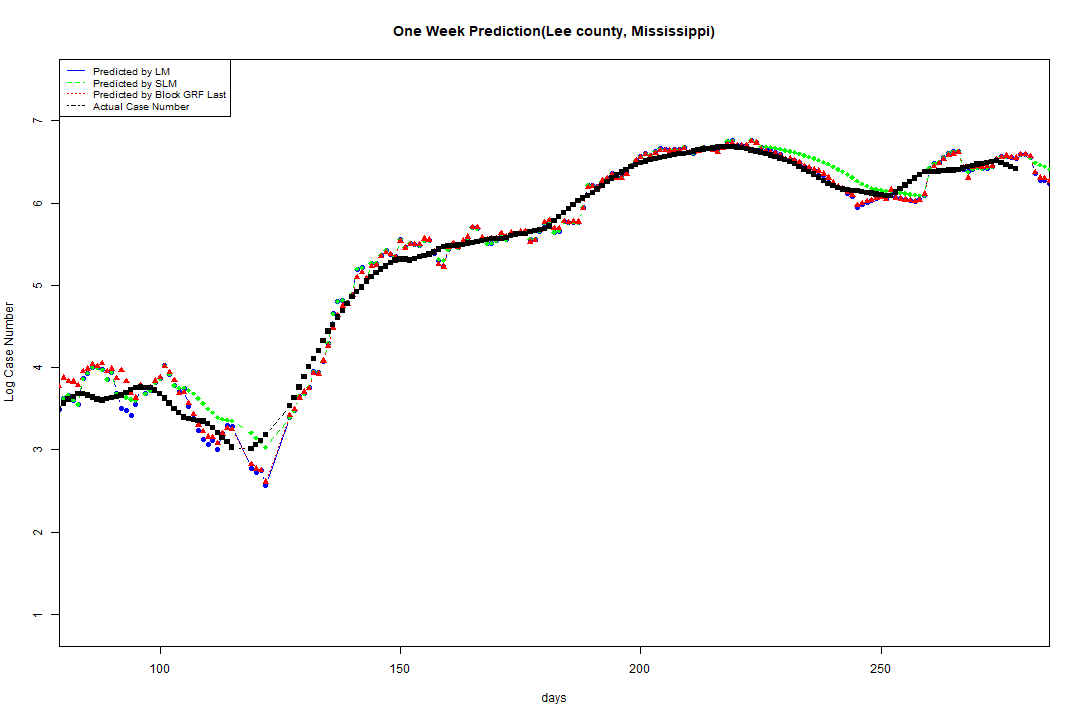 One Week Prediction(Lee county, Mississippi)
Predicted by LM
Predicted by SLM
Predicted by Block GRF Last
Actual Case Number
7
6
5
4
3
2
1
Log Case Number
100 150 200 250
days